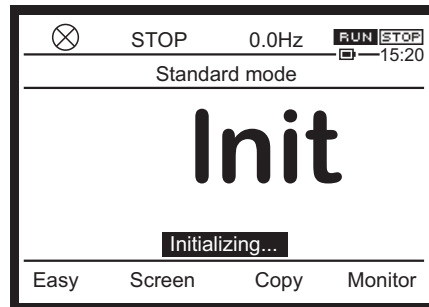 STOP 0.0Hz RUN STOP
15:20
Standard mode
Init
Initializing...
Easy Screen Copy Monitor